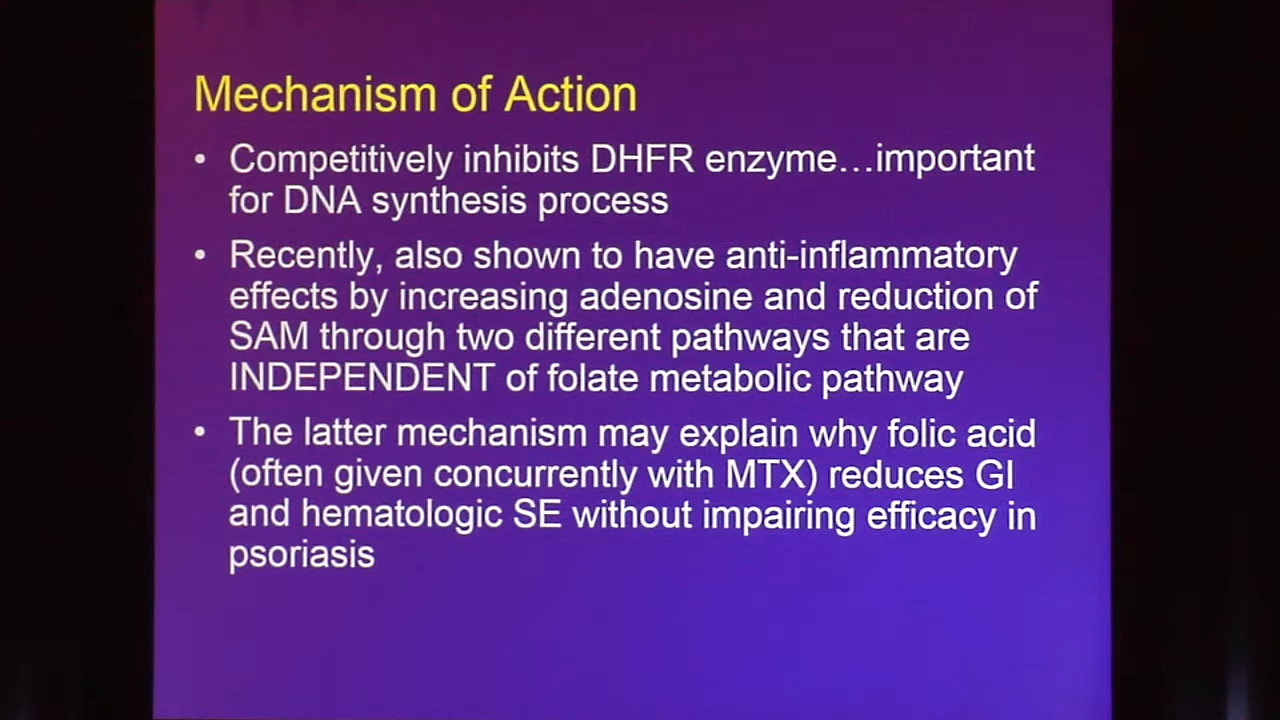 Mechanism of Action
• Competitively inhibits DHFR enzyme…important
for DNA synthesis process
• Recently, also shown to have anti-inflammatory
effects by increasing adenosine and reduction of
SAM through two different pathways that are
INDEPENDENT of folate metabolic pathway
• The latter mechanism may explain why folic acid
(often given concurrently with MTX) reduces GI
and hematologic SE without impairing efficacy in
psoriasis